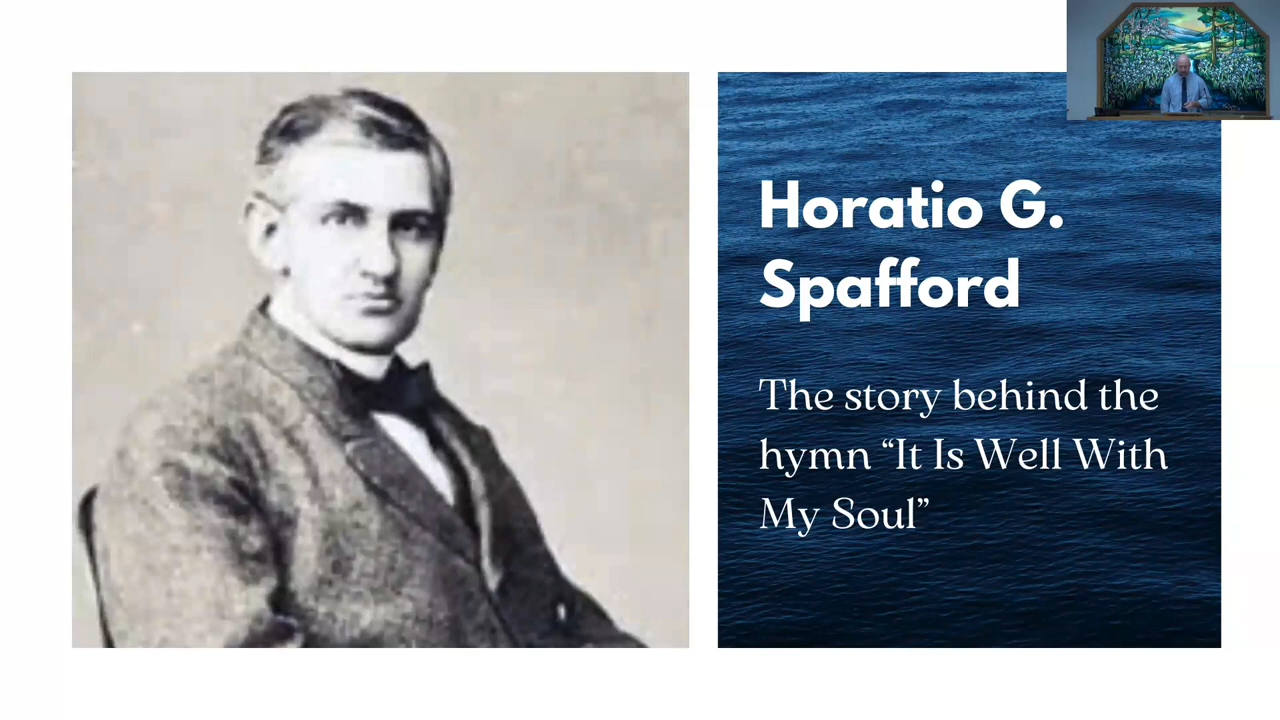 Horatio G.
Spafford
The story behind the
hymn “It Is Well With
My Soul”